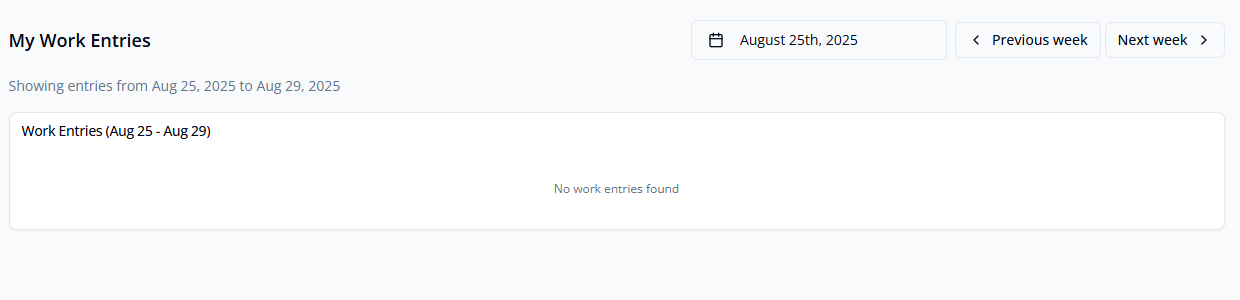 My Work Entries
August 25th, 2025
Previous week
Next week
Showing entries from Aug 25, 2025 to Aug 29, 2025
Work Entries (Aug 25 - Aug 29)
No work entries found